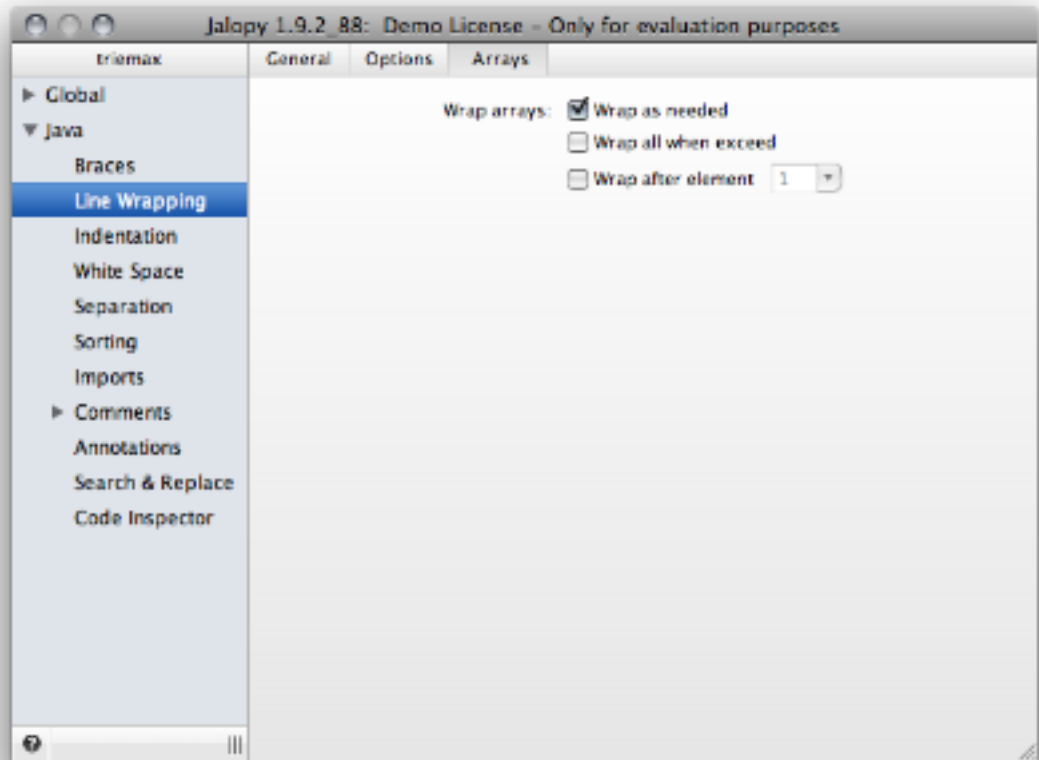 Jalopy 1.9.2_88: Demo License – Only for evaluation purposes
triemax
General Options Arrays
Global
Java
Braces
Line Wrapping
Indentation
White Space
Separation
Sorting
Imports
Comments
Annotations
Search & Replace
Code Inspector
Wrap arrays: Wrap as needed
Wrap all when exceed
Wrap after element 1
?